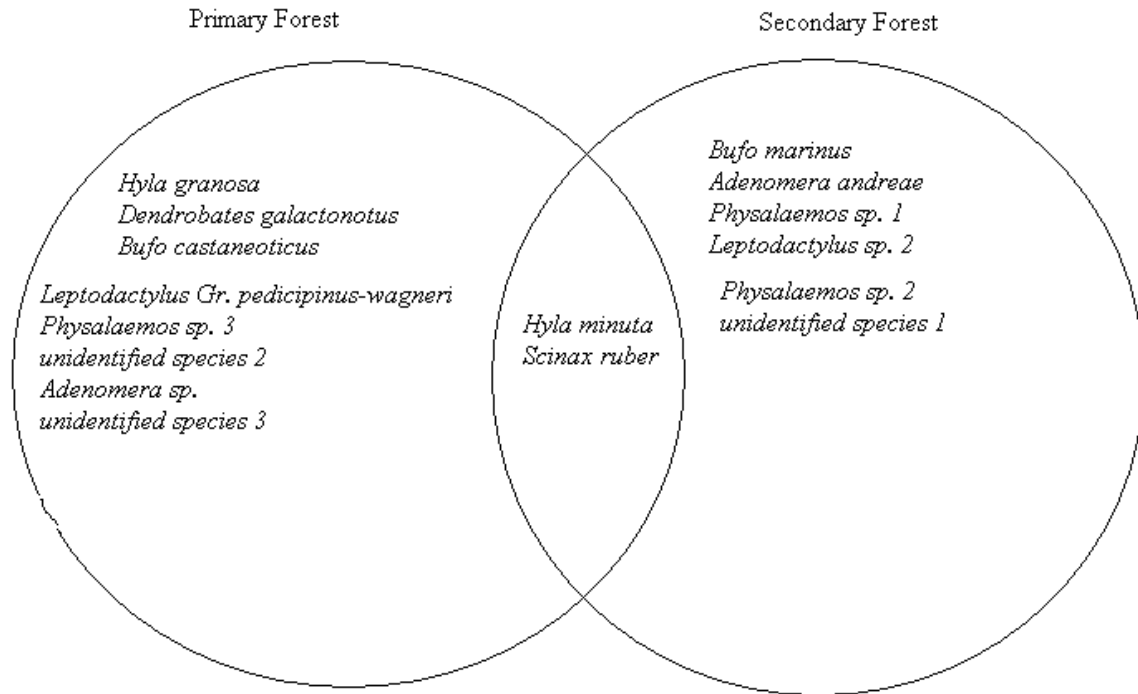 Primary Forest
Secondary Forest
Hyla granosa
Dendrobates galactonotus
Bufo castaneoticus
Leptodactylus Gr. pedicipinus-wagneri
Physalaemos sp. 3
unidentified species 2
Adenomera sp.
unidentified species 3
Hyla minuta
Scinax ruber
Bufo marinus
Adenomera andreae
Physalaemos sp. 1
Leptodactylus sp. 2
Physalaemos sp. 2
unidentified species 1